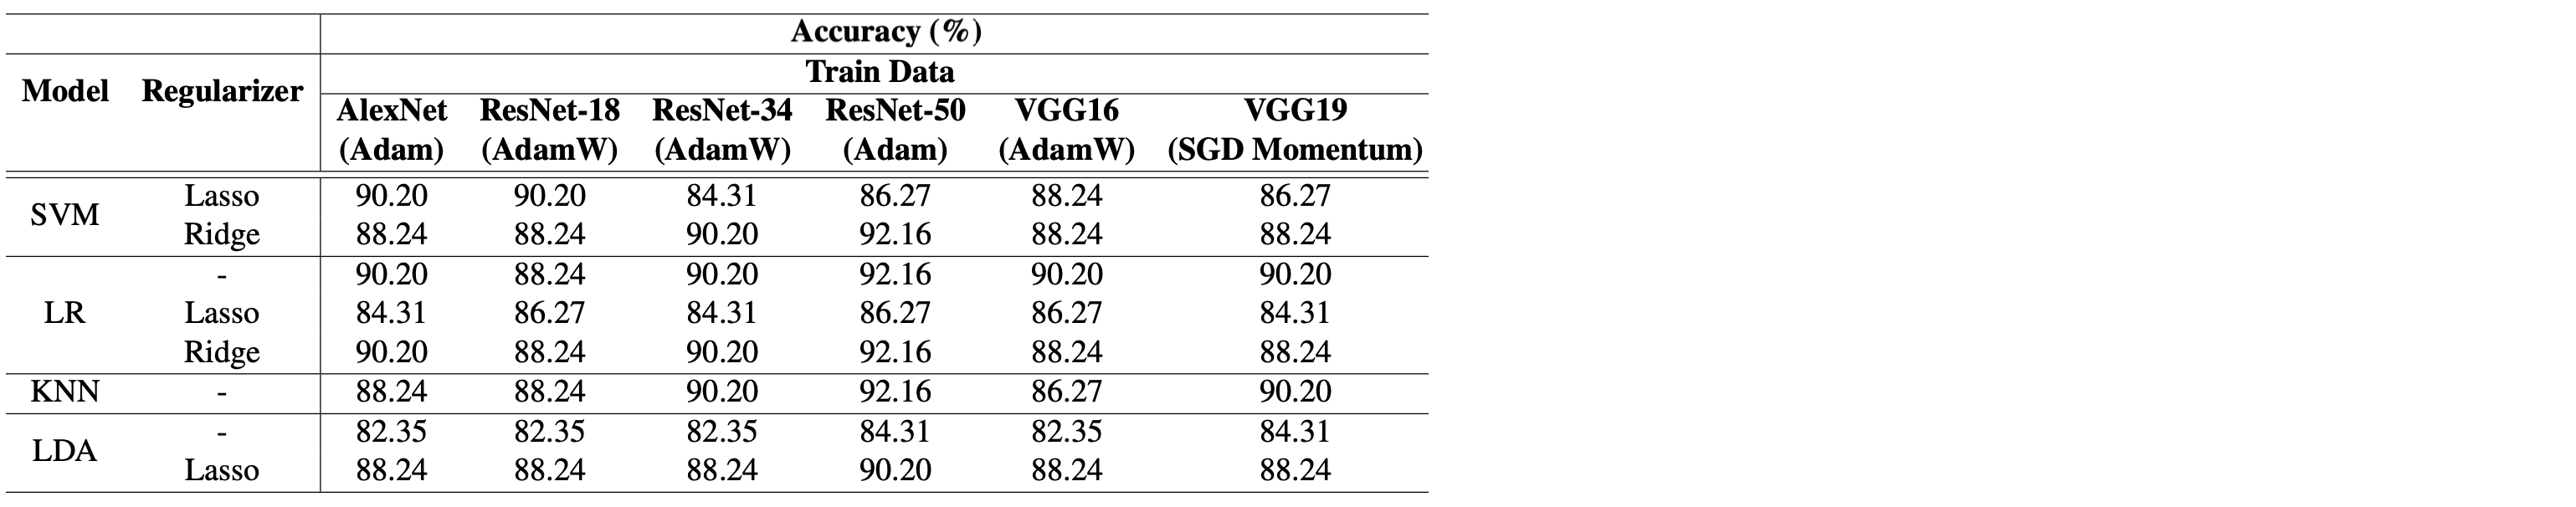 Accuracy (%)
Train Data
Model Regularizer
AlexNet ResNet-18 ResNet-34 ResNet-50 VGG16 VGG19
(Adam) (AdamW) (AdamW) (Adam) (AdamW) (SGD Momentum)
SVM
Lasso 90.20 90.20 84.31 86.27 88.24 86.27
Ridge 88.24 88.24 90.20 92.16 88.24 88.24
- 90.20 88.24 90.20 92.16 90.20 90.20
LR Lasso 84.31 86.27 84.31 86.27 86.27 84.31
Ridge 90.20 88.24 90.20 92.16 88.24 88.24
KNN - 88.24 88.24 90.20 92.16 86.27 90.20
LDA
- 82.35 82.35 82.35 84.31 82.35 84.31
Lasso 88.24 88.24 88.24 90.20 88.24 88.24